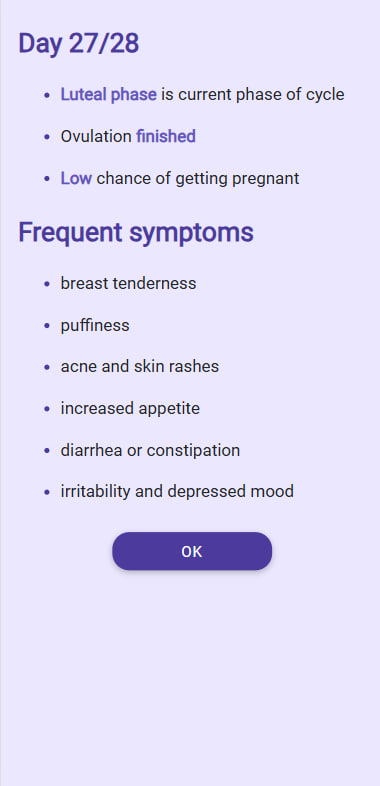 Day 27/28
Luteal phase is current phase of cycle
Ovulation finished
Low chance of getting pregnant
Frequent symptoms
breast tenderness
puffiness
acne and skin rashes
increased appetite
diarrhea or constipation
irritability and depressed mood
OK